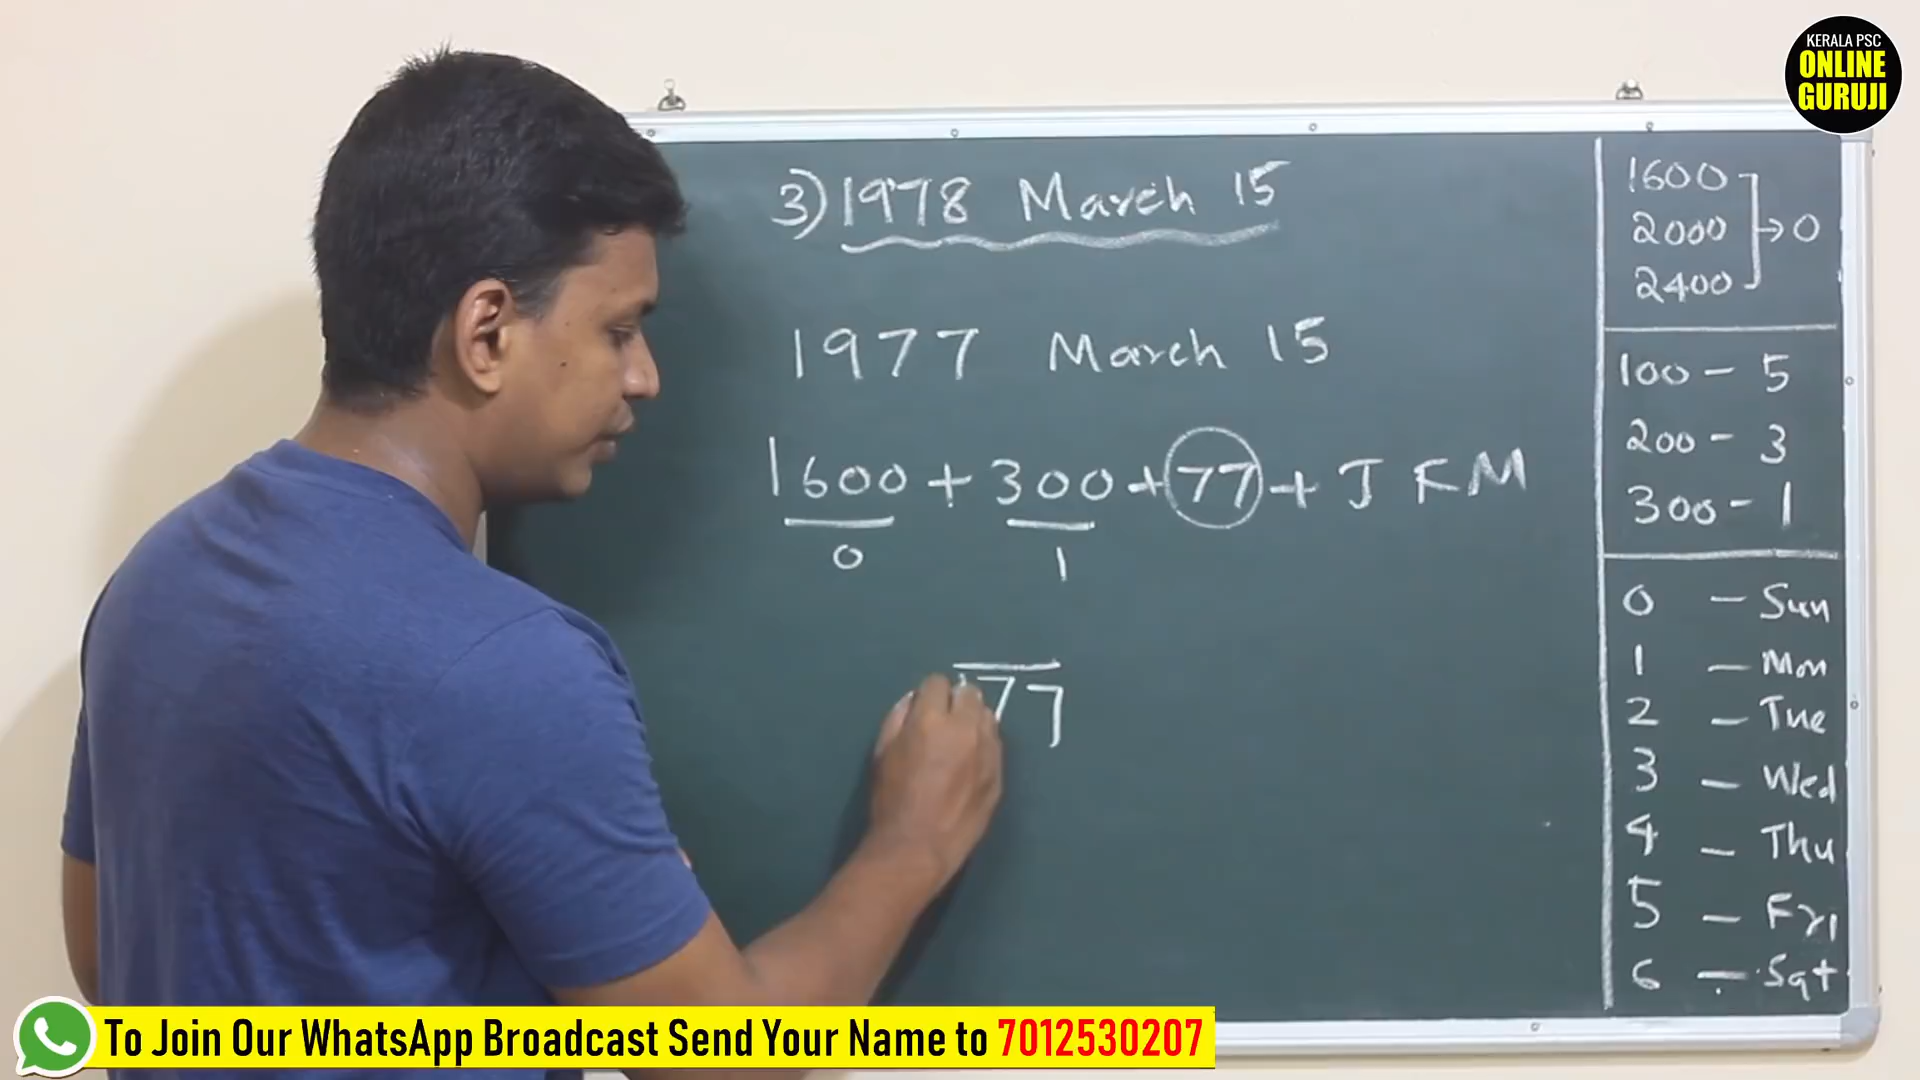 KERALA PSC
ONLINE
GURUJI
3) 1978 March 15
1977 March 15
1600 + 300 + 77 + J F M
0 1
77
1600
2000 → 0
2400
100 - 5
200 - 3
300 - 1
0 - Sun
1 - Mon
2 - Tue
3 - Wed
4 - Thu
5 - Fri
6 - Sat
To Join Our WhatsApp Broadcast Send Your Name to 7012530207